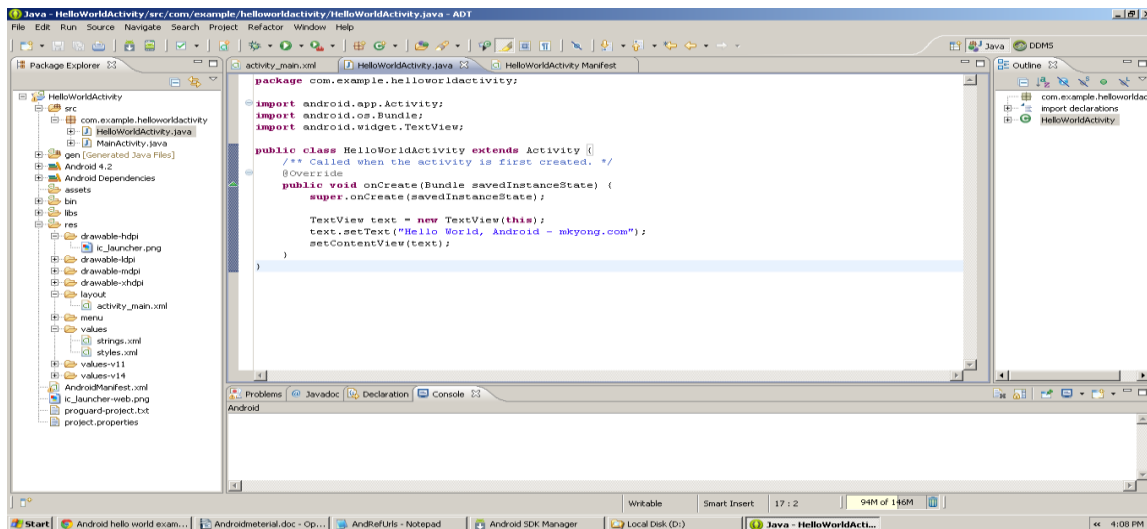 Java - HelloWorldActivity/src/com/example/helloworldactivity/HelloWorldActivity.java - ADT
File Edit Run Source Navigate Search Project Refactor Window Help
Java DDMS
Package Explorer
HelloWorldActivity
src
com.example.helloworldactivity
HelloWorldActivity.java
MainActivity.java
gen [Generated Java Files]
Android 4.2
Android Dependencies
assets
bin
libs
res
drawable-hdpi
ic_launcher.png
drawable-ldpi
drawable-mdpi
drawable-xhdpi
layout
activity_main.xml
menu
values
strings.xml
styles.xml
values-v11
values-v14
AndroidManifest.xml
ic_launcher-web.png
proguard-project.txt
project.properties
activity_main.xml HelloWorldActivity.java HelloWorldActivity Manifest
package com.example.helloworldactivity;
import android.app.Activity;
import android.os.Bundle;
import android.widget.TextView;
public class HelloWorldActivity extends Activity {
/** Called when the activity is first created. */
@Override
public void onCreate(Bundle savedInstanceState) {
super.onCreate(savedInstanceState);
TextView text = new TextView(this);
text.setText("Hello World, Android - mkyong.com");
setContentView(text);
}
}
Outline
com.example.helloworldac
import declarations
HelloWorldActivity
Problems @ Javadoc Declaration Console
Android
Writable Smart Insert 17 : 2 94M of 146M
Start Android hello world exam... Androidmeterial.doc - Op... AndRefUrls - Notepad Android SDK Manager Local Disk (D:) Java - HelloWorldActi... « 4:08 PM